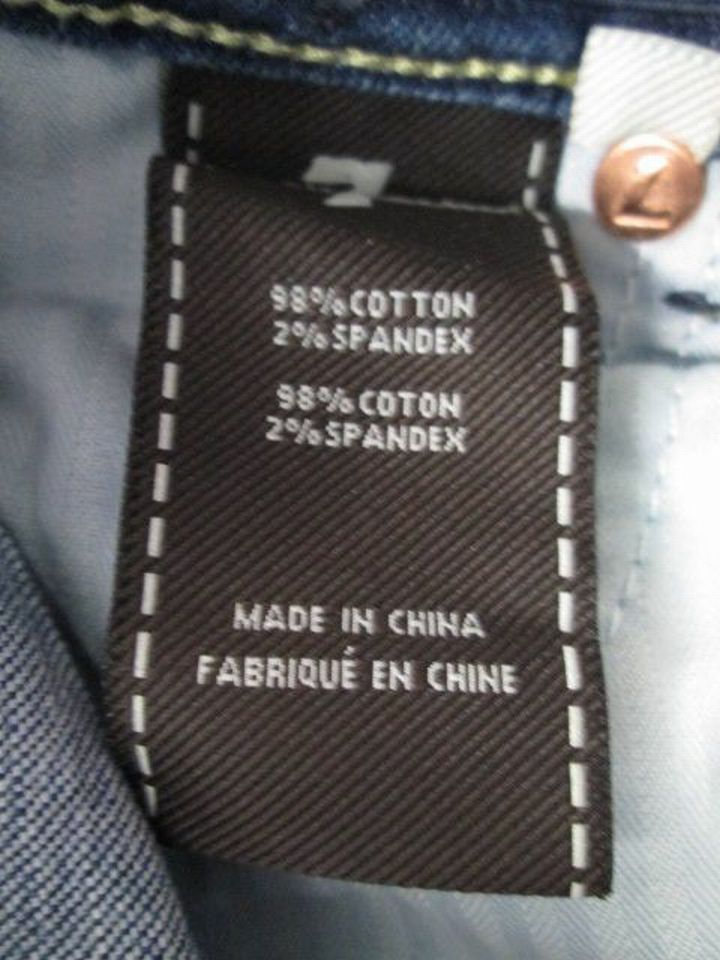 98% COTTON
2% SPANDEX
98% COTON
2% SPANDEX
MADE IN CHINA
FABRIQUÉ EN CHINE